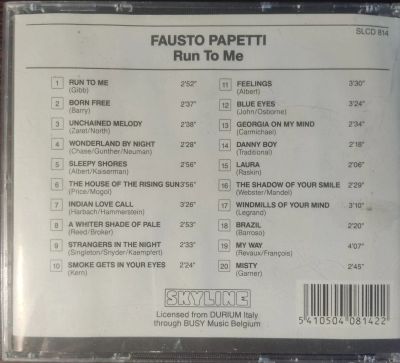 SLCD 814
FAUSTO PAPETTI
Run To Me
1 RUN TO ME 2'52"
(Gibb)
2 BORN FREE 2'37"
(Barry)
3 UNCHAINED MELODY 2'38"
(Zaret/North)
4 WONDERLAND BY NIGHT 2'28"
(Chase/Gunther/Neuman)
5 SLEEPY SHORES 2'56"
(Albert/Kaiserman)
6 THE HOUSE OF THE RISING SUN 3'56"
(Price/Mogol)
7 INDIAN LOVE CALL 3'26"
(Harbach/Hammerstein)
8 A WHITER SHADE OF PALE 2'53"
(Reed/Broker)
9 STRANGERS IN THE NIGHT 2'33"
(Singleton/Snyder/Kaempfert)
10 SMOKE GETS IN YOUR EYES 2'24"
(Kern)
11 FEELINGS 3'30"
(Albert)
12 BLUE EYES 3'24"
(John/Osborne)
13 GEORGIA ON MY MIND 3'34"
(Carmichael)
14 DANNY BOY 2'18"
(Traditional)
15 LAURA 2'06"
(Raskin)
16 THE SHADOW OF YOUR SMILE 2'29"
(Webster/Mandel)
17 WINDMILLS OF YOUR MIND 3'10"
(Legrand)
18 BRAZIL 2'20"
(Barroso)
19 MY WAY 4'07"
(Revaux/François)
20 MISTY 2'45"
(Garner)
SKYLINE
Licensed from DURIUM Italy
through BUSY Music Belgium
5 410504 081422